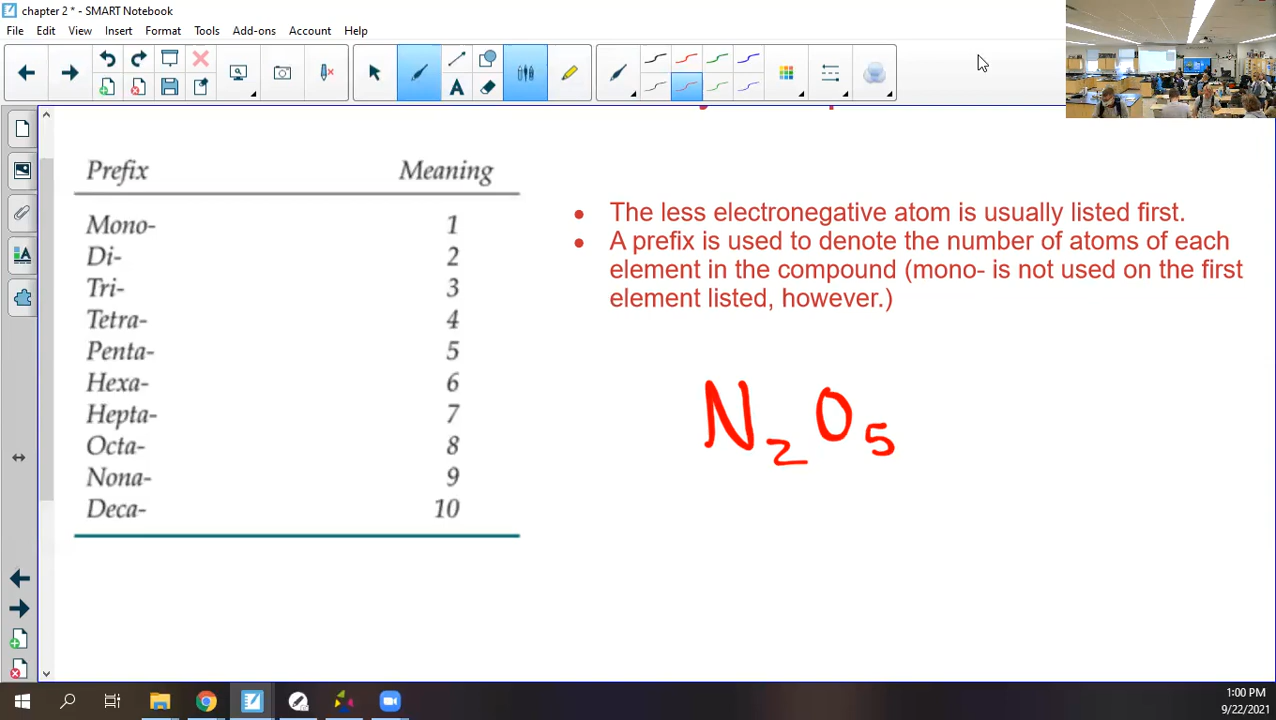 chapter 2 * - SMART Notebook
File Edit View Insert Format Tools Add-ons Account Help
Prefix Meaning
Mono- 1
Di- 2
Tri- 3
Tetra- 4
Penta- 5
Hexa- 6
Hepta- 7
Octa- 8
Nona- 9
Deca- 10
• The less electronegative atom is usually listed first.
• A prefix is used to denote the number of atoms of each
element in the compound (mono- is not used on the first
element listed, however.)
N₂O₅
1:00 PM
9/22/2021